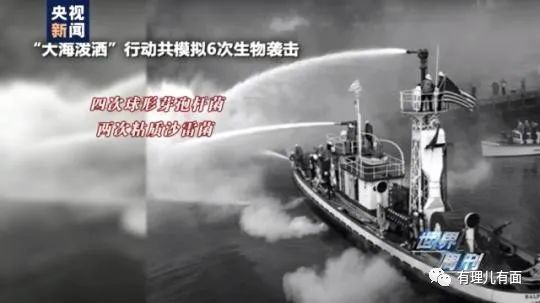 央视
新闻
“大海泼洒”行动共模拟6次生物袭击
四次球形芽孢杆菌
两次粘质沙雷菌
世界
周刊
有理儿有面